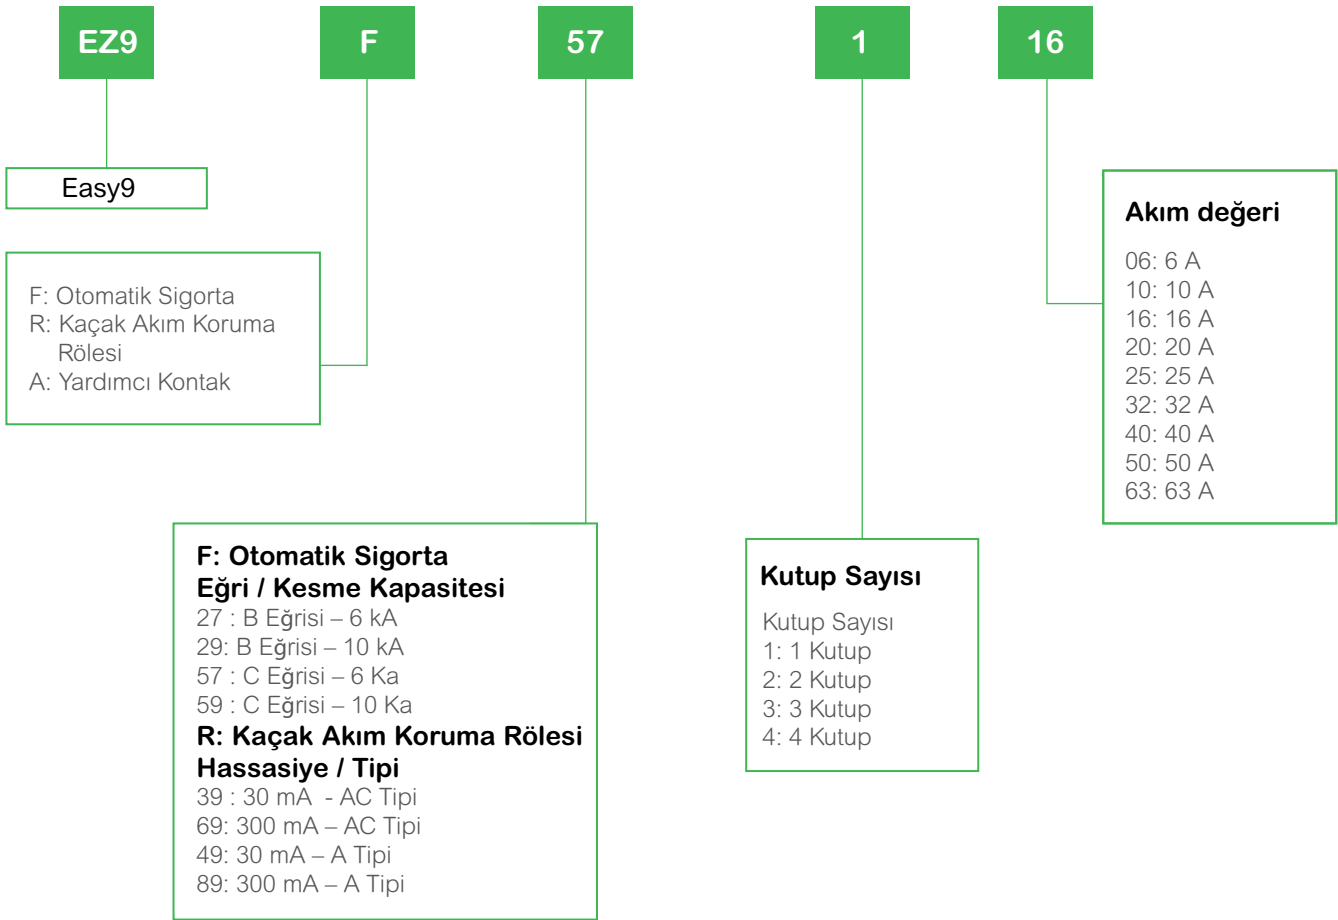 EZ9
F
57
1
16
Easy9
F: Otomatik Sigorta
R: Kaçak Akım Koruma
Rölesi
A: Yardımcı Kontak
F: Otomatik Sigorta
Eğri / Kesme Kapasitesi
27 : B Eğrisi – 6 kA
29: B Eğrisi – 10 kA
57 : C Eğrisi – 6 Ka
59 : C Eğrisi – 10 Ka
R: Kaçak Akım Koruma Rölesi
Hassasiye / Tipi
39 : 30 mA - AC Tipi
69: 300 mA – AC Tipi
49: 30 mA – A Tipi
89: 300 mA – A Tipi
Kutup Sayısı
Kutup Sayısı
1: 1 Kutup
2: 2 Kutup
3: 3 Kutup
4: 4 Kutup
Akım değeri
06: 6 A
10: 10 A
16: 16 A
20: 20 A
25: 25 A
32: 32 A
40: 40 A
50: 50 A
63: 63 A